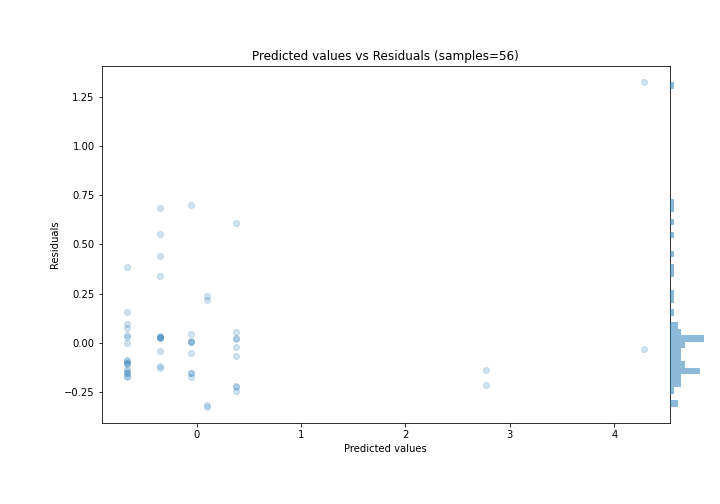 Predicted values vs Residuals (samples=56)
1.25
1.00
0.75
0.50
0.25
0.00
−0.25
Residuals
0 1 2 3 4
Predicted values